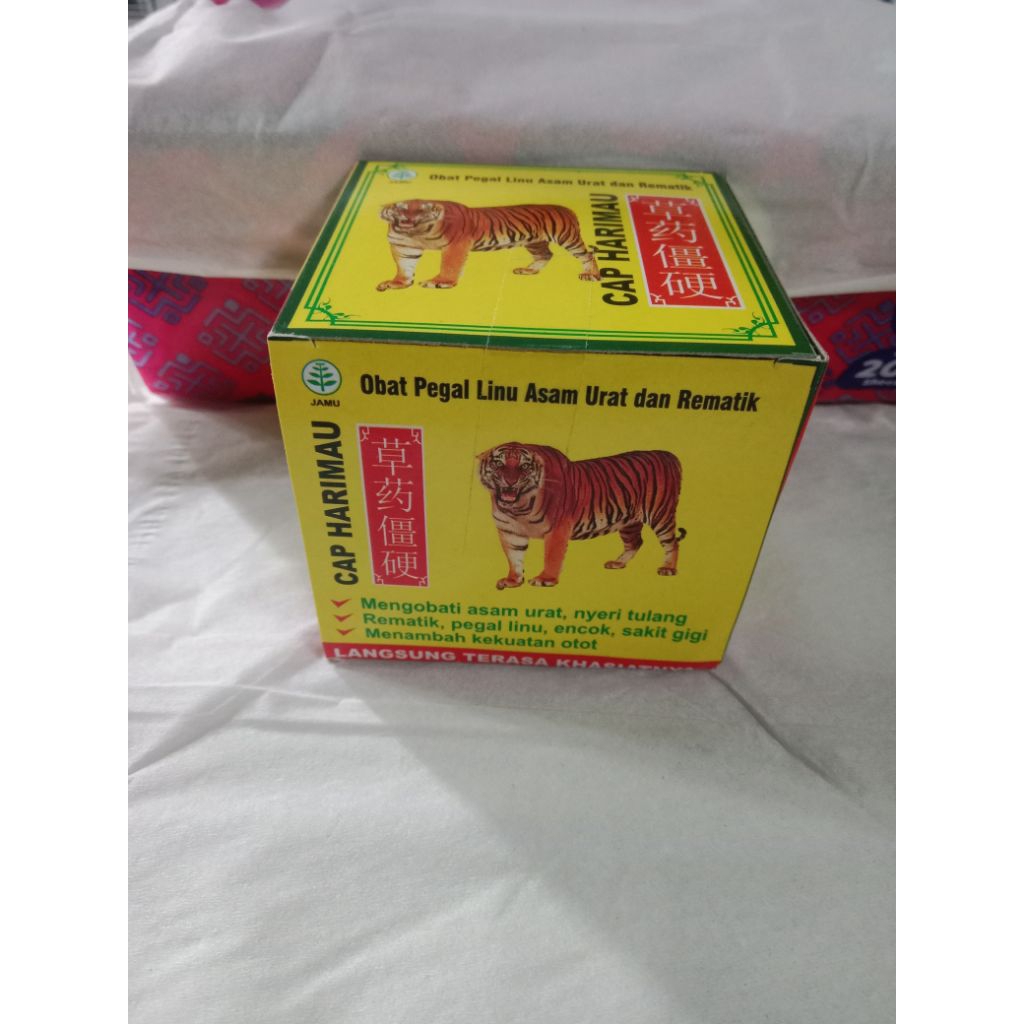 JAMU
Obat Pegal Linu Asam Urat dan Rematik
CAP HARIMAU
草药僵硬
JAMU
Obat Pegal Linu Asam Urat dan Rematik
CAP HARIMAU
草药僵硬
Mengobati asam urat, nyeri tulang
Rematik, pegal linu, encok, sakit gigi
Menambah kekuatan otot
LANGSUNG TERASA